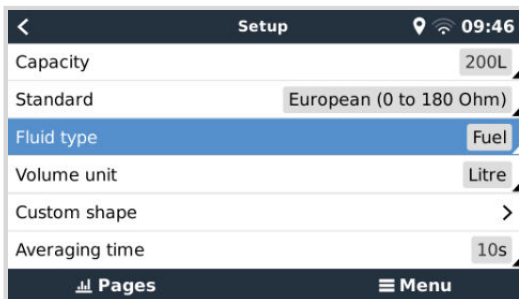 Setup 09:46
Capacity 200L
Standard European (0 to 180 Ohm)
Fluid type Fuel
Volume unit Litre
Custom shape
Averaging time 10s
Pages Menu